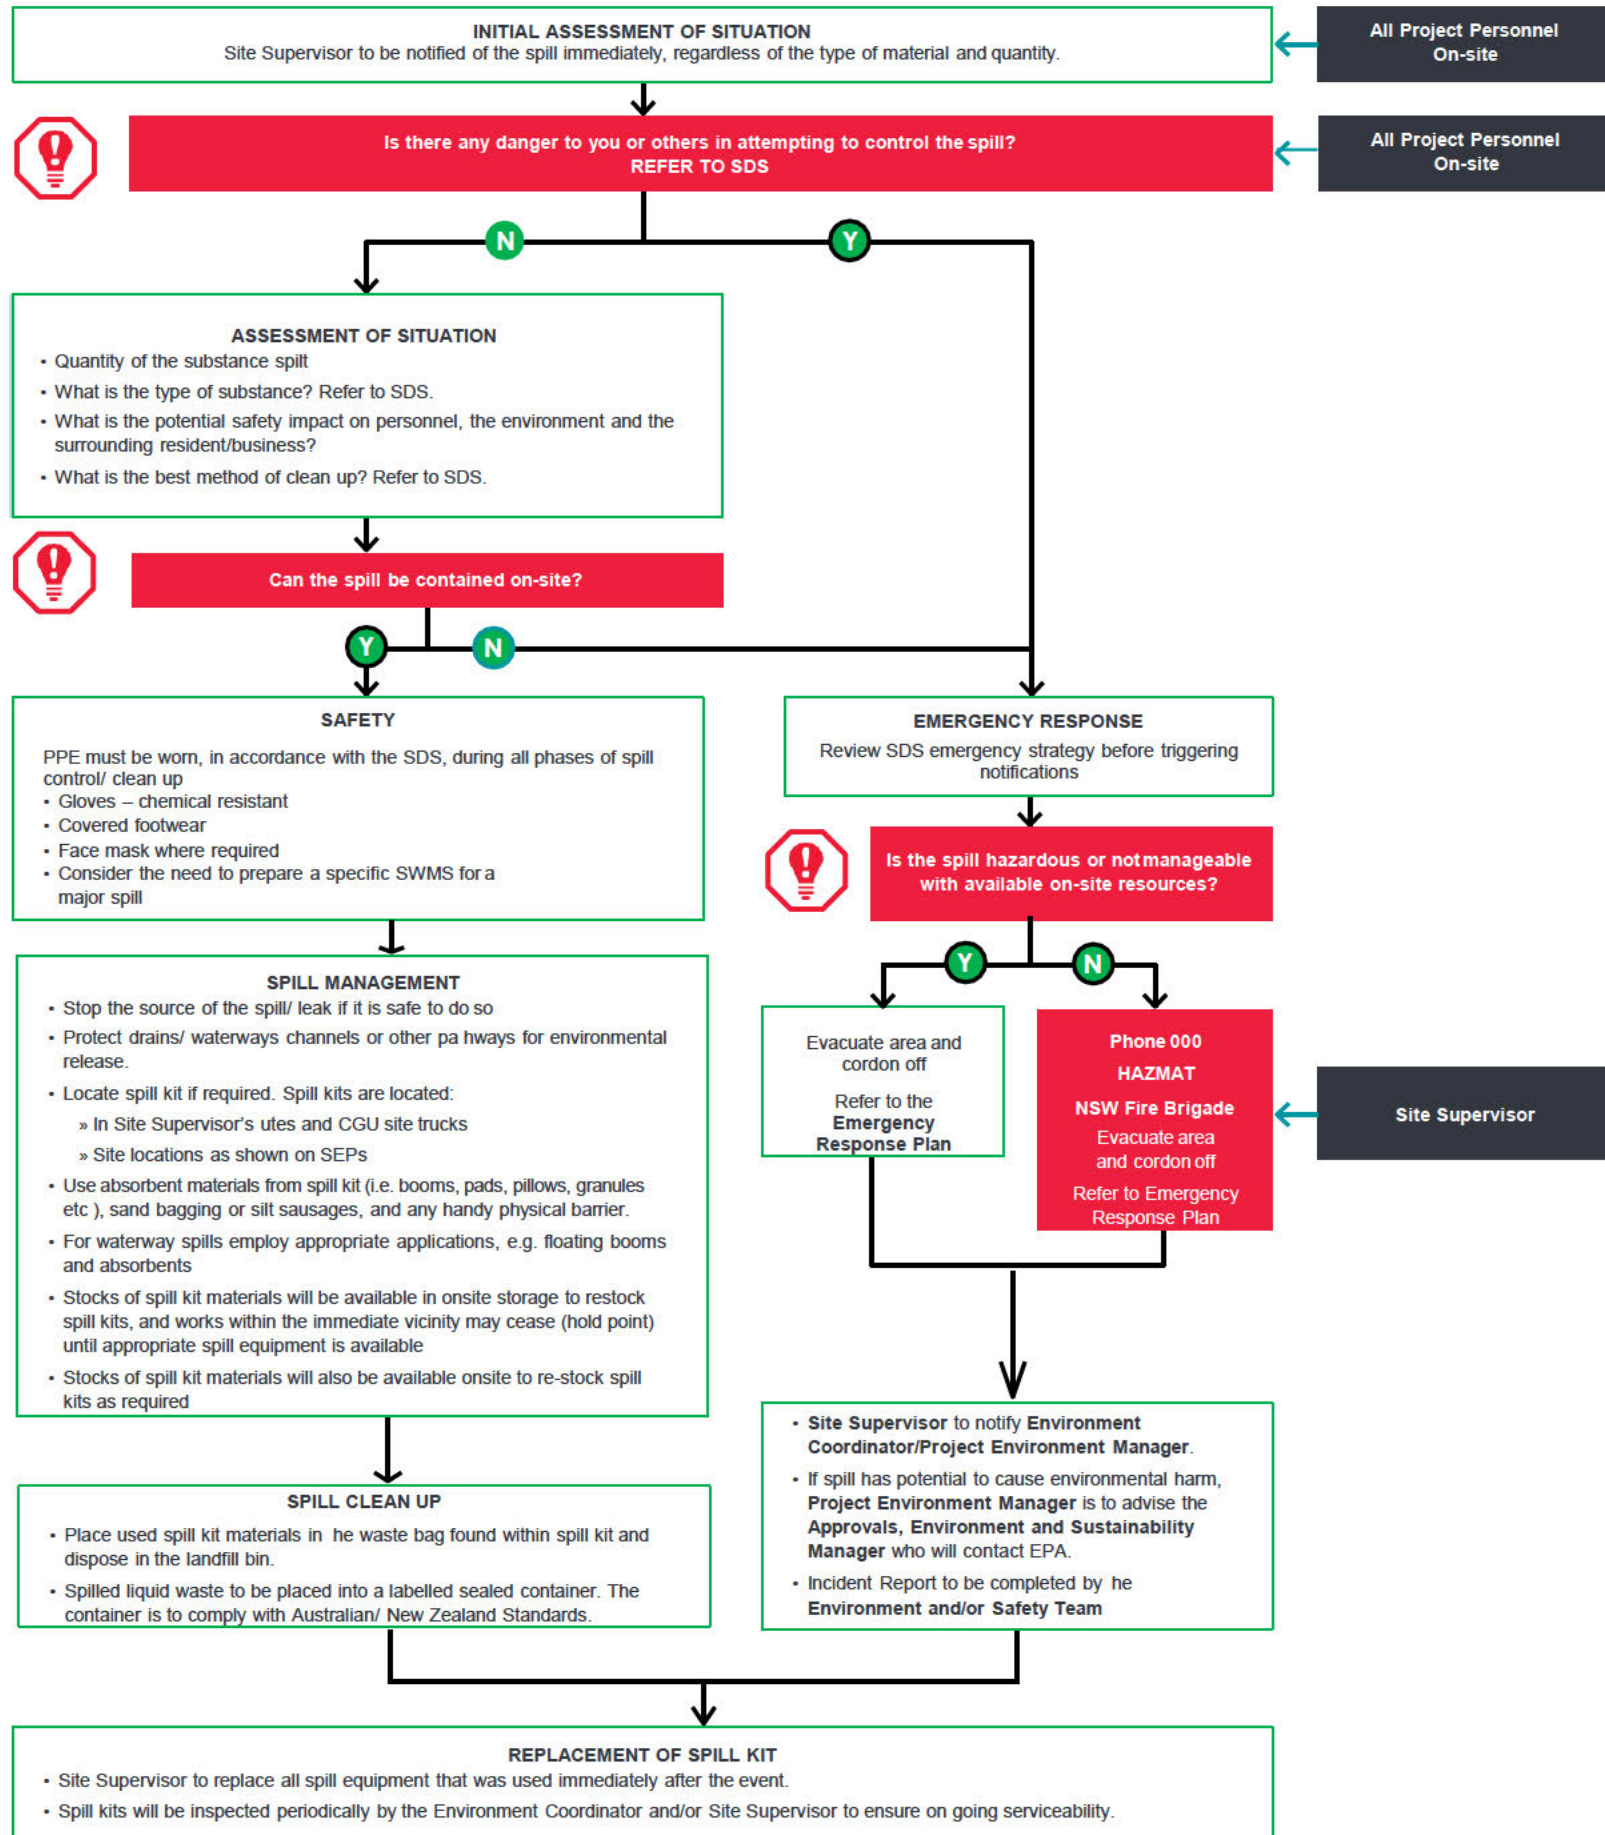 INITIAL ASSESSMENT OF SITUATION
Site Supervisor to be notified of the spill immediately, regardless of the type of material and quantity.
All Project Personnel
On-site
Is there any danger to you or others in attempting to control the spill?
REFER TO SDS
All Project Personnel
On-site
N
Y
ASSESSMENT OF SITUATION
• Quantity of the substance spilt
• What is the type of substance? Refer to SDS.
• What is the potential safety impact on personnel, the environment and the
surrounding resident/business?
• What is the best method of clean up? Refer to SDS.
Can the spill be contained on-site?
Y
N
SAFETY
PPE must be worn, in accordance with the SDS, during all phases of spill
control/ clean up
• Gloves – chemical resistant
• Covered footwear
• Face mask where required
• Consider the need to prepare a specific SWMS for a
major spill
EMERGENCY RESPONSE
Review SDS emergency strategy before triggering
notifications
Is the spill hazardous or not manageable
with available on-site resources?
Y
N
SPILL MANAGEMENT
• Stop the source of the spill/ leak if it is safe to do so
• Protect drains/ waterways channels or other pa hways for environmental
release.
• Locate spill kit if required. Spill kits are located:
» In Site Supervisor's utes and CGU site trucks
» Site locations as shown on SEPs
• Use absorbent materials from spill kit (i.e. booms, pads, pillows, granules
etc ), sand bagging or silt sausages, and any handy physical barrier.
• For waterway spills employ appropriate applications, e.g. floating booms
and absorbents
• Stocks of spill kit materials will be available in onsite storage to restock
spill kits, and works within the immediate vicinity may cease (hold point)
until appropriate spill equipment is available
• Stocks of spill kit materials will also be available onsite to re-stock spill
kits as required
Evacuate area and
cordon off
Refer to the
Emergency
Response Plan
Phone 000
HAZMAT
NSW Fire Brigade
Evacuate area
and cordon off
Refer to Emergency
Response Plan
Site Supervisor
SPILL CLEAN UP
• Place used spill kit materials in he waste bag found within spill kit and
dispose in the landfill bin.
• Spilled liquid waste to be placed into a labelled sealed container. The
container is to comply with Australian/ New Zealand Standards.
• Site Supervisor to notify Environment
Coordinator/Project Environment Manager.
• If spill has potential to cause environmental harm,
Project Environment Manager is to advise the
Approvals, Environment and Sustainability
Manager who will contact EPA.
• Incident Report to be completed by he
Environment and/or Safety Team
REPLACEMENT OF SPILL KIT
• Site Supervisor to replace all spill equipment that was used immediately after the event.
• Spill kits will be inspected periodically by the Environment Coordinator and/or Site Supervisor to ensure on going serviceability.